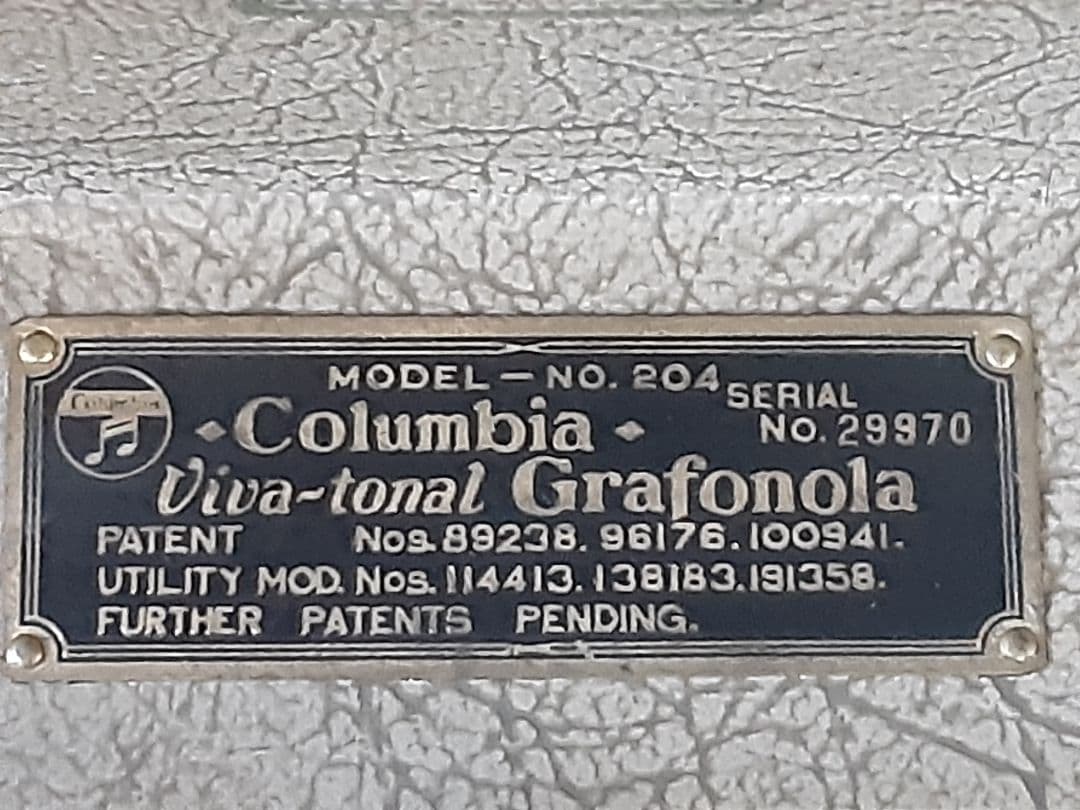 MODEL — NO. 204
SERIAL
NO. 29970
Columbia
Columbia
Viva-tonal Grafonola
PATENT Nos. 89238. 96176. 100941.
UTILITY MOD. Nos. 114413. 138183. 191358.
FURTHER PATENTS PENDING.